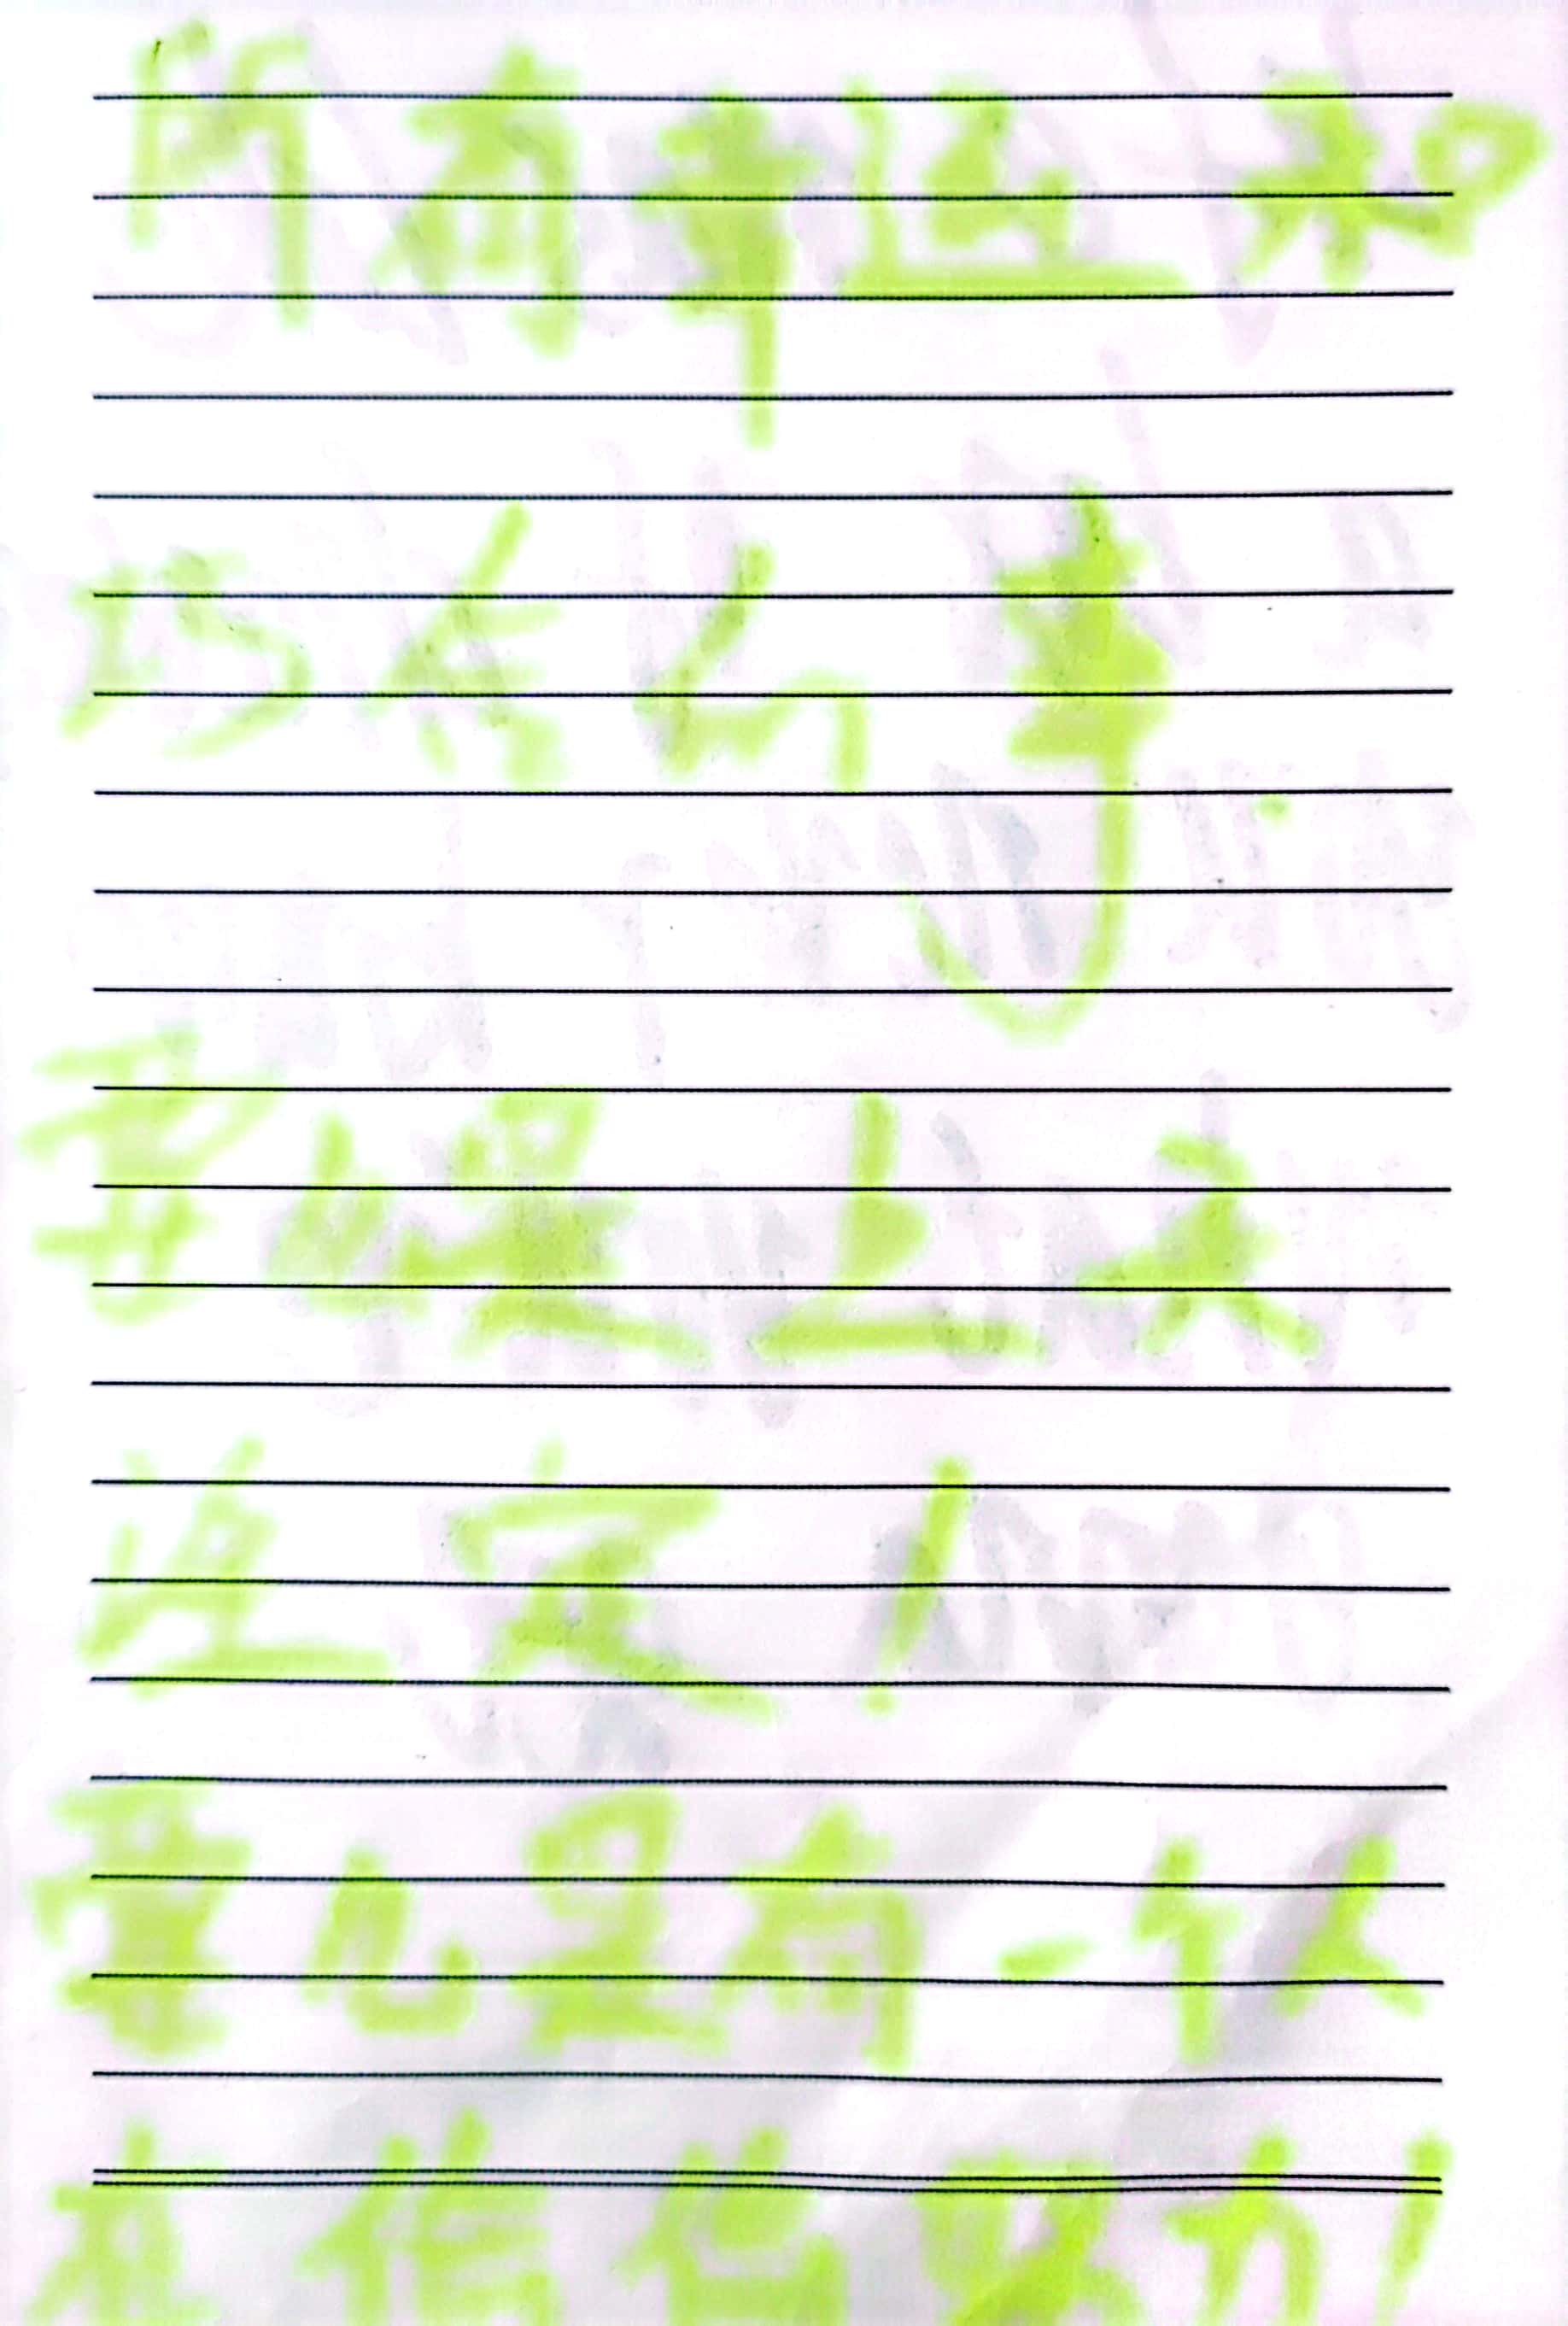 所有幸运和
巧合的事
要嘛是上天
注定!
要么是有一个人
在偷偷努力!